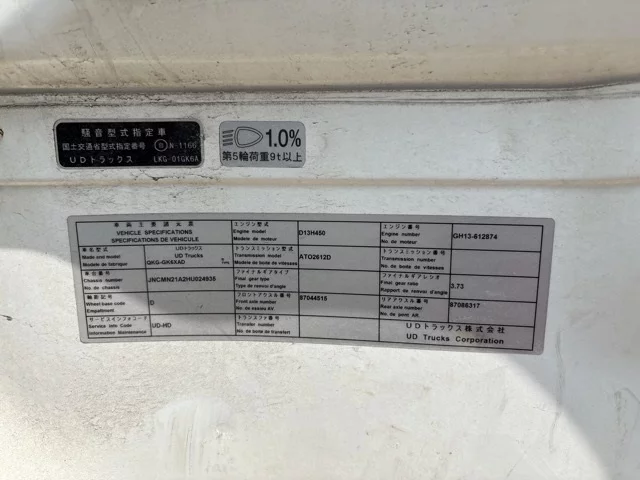 騒音型式指定車
国土交通省型式指定番号 N-1166
UDトラックス LKG-01GK6A
1.0%
第5輪荷重9t以上
車両主要諸元表
VEHICLE SPECIFICATIONS
SPECIFICATIONS DE VEHICULE
車名型式 UDトラックス
Make and model UD Trucks
Modele de fabrique QKG-GK6XAD
車台番号
Chassis number JNCMN21A2HU024935
No. de chassis
軸距記号
Wheel base code D
Empattement
サービスインフォコード
Service info Code UD-HD
Information Maintenance
エンジン型式
Engine model D13H450
Modele de moteur
トランスミッション型式
Transmission model ATO2612D
Modele de boite de vitesses
ファイナルギアタイプ
Final gear type
Type de renvoi d'angle
フロントアクスル番号
Front axle number 87044515
No. de essieu AV
トランスファ番号
Transfer number
No. de boite de transfert
エンジン番号
Engine number GH13-612874
No. de moteur
トランスミッション番号
Transmission number
No. de boite de vitesses
ファイナルギアレシオ
Final gear ratio 3.73
Rapport de renvoi d'angle
リアアクスル番号
Rear axle number 87086317
No. de pont AR
UDトラックス株式会社
UD Trucks Corporation